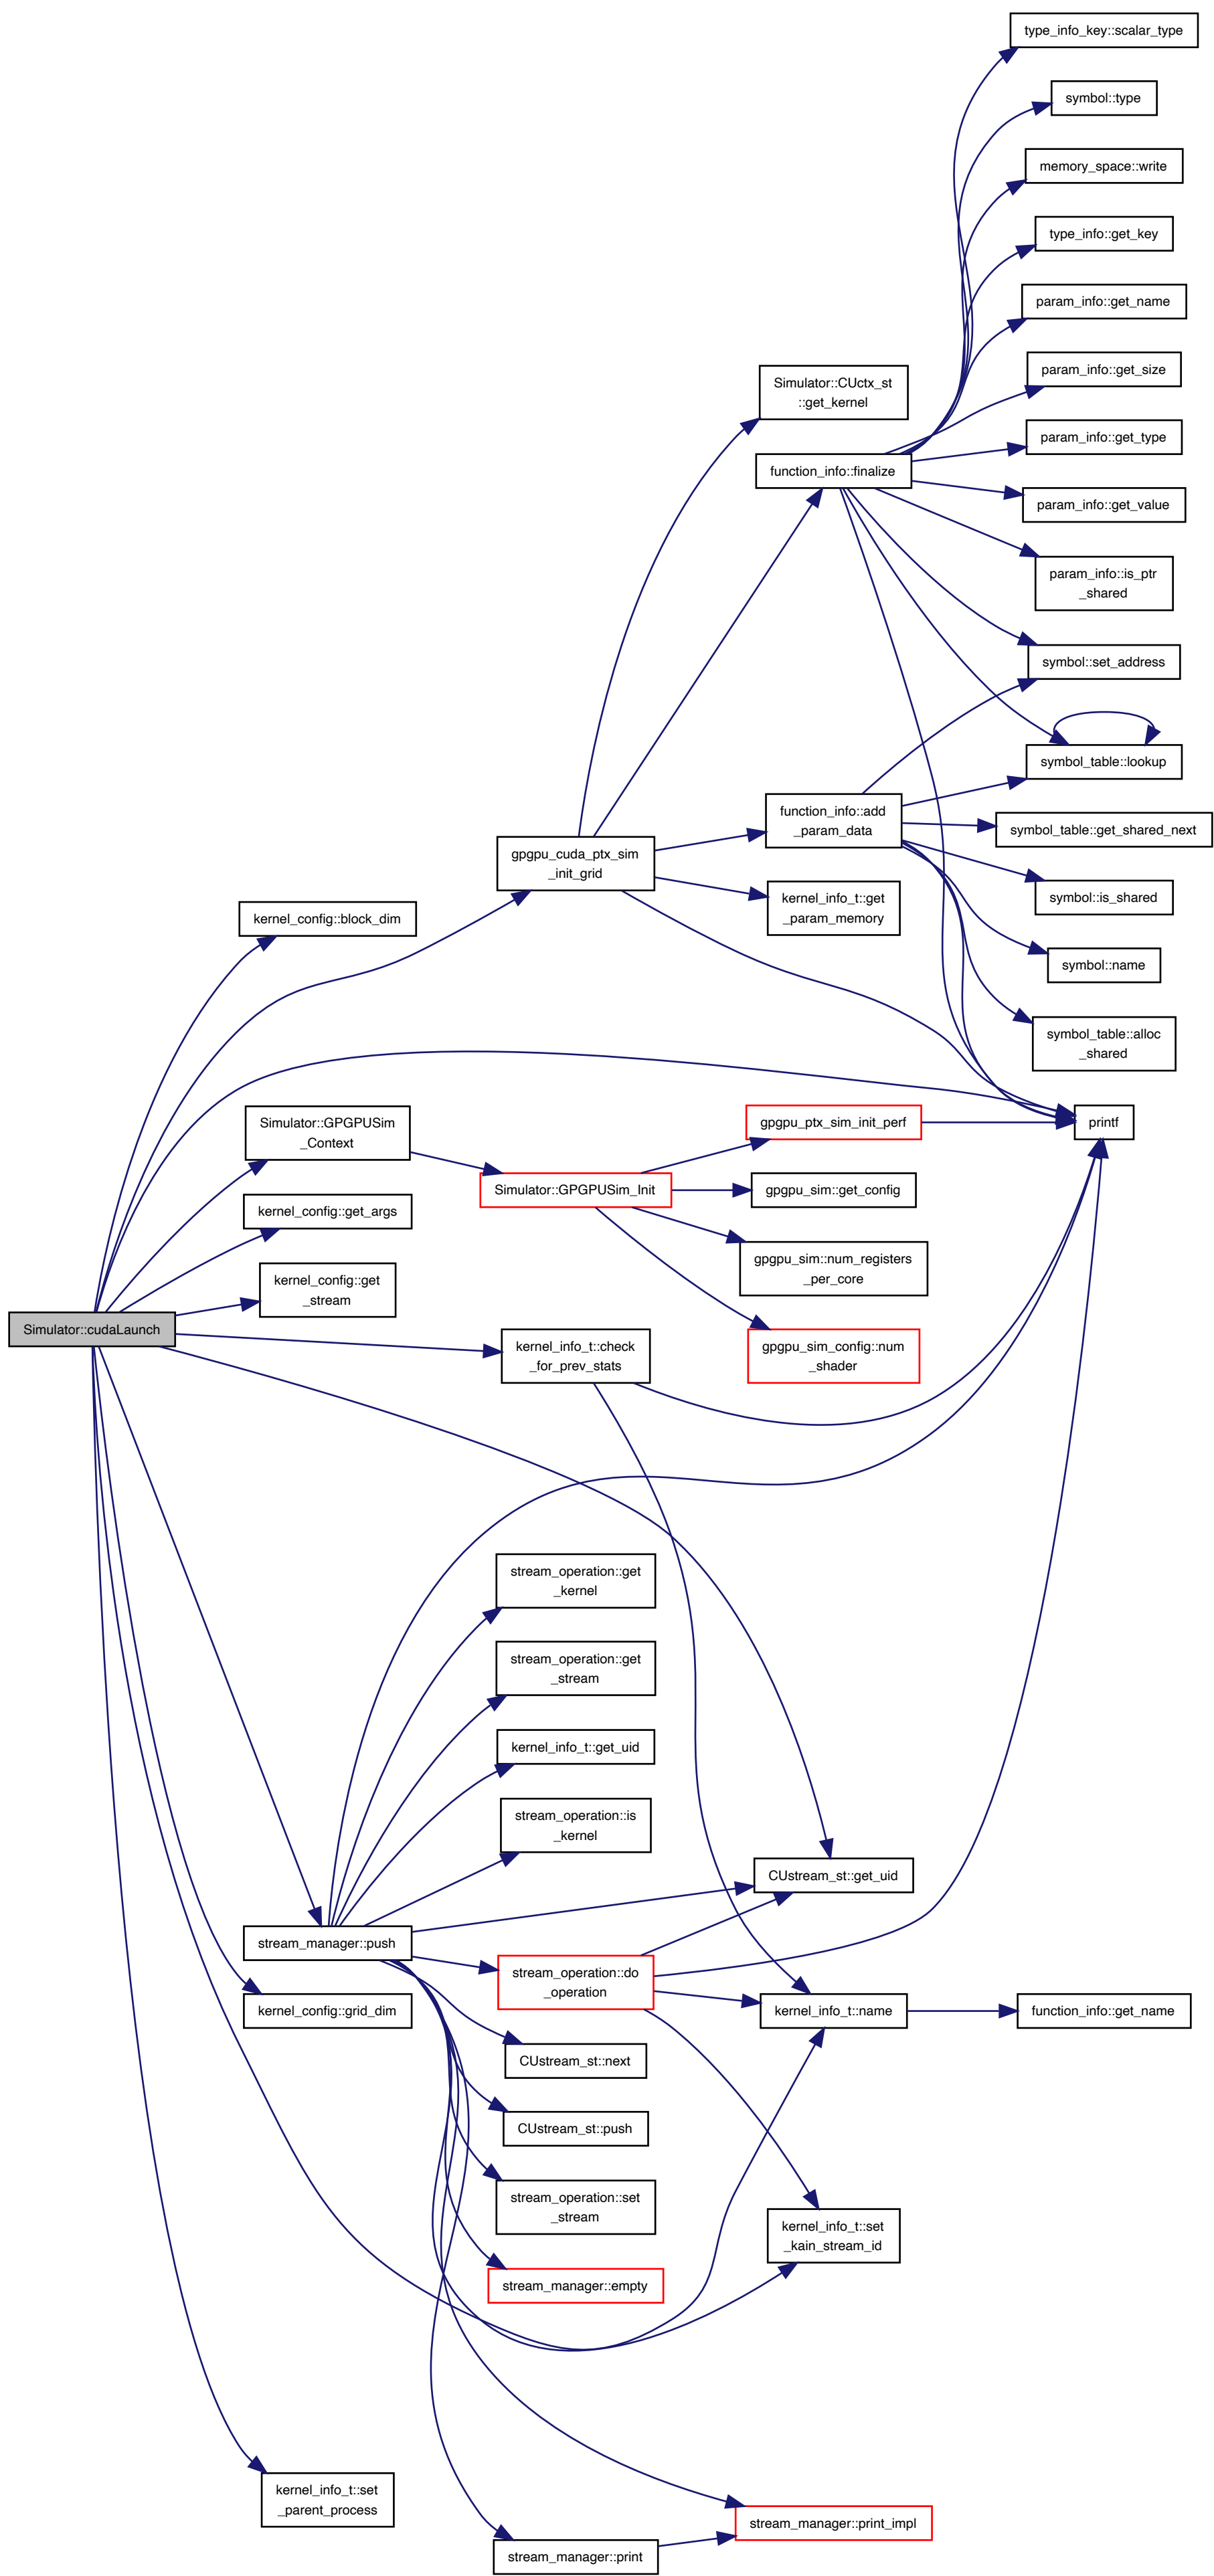 type_info_key::scalar_type
symbol::type
memory_space::write
type_info::get_key
param_info::get_name
param_info::get_size
Simulator::CUctx_st
::get_kernel
param_info::get_type
function_info::finalize
param_info::get_value
param_info::is_ptr
_shared
symbol::set_address
symbol_table::lookup
function_info::add
_param_data
symbol_table::get_shared_next
gpgpu_cuda_ptx_sim
_init_grid
symbol::is_shared
kernel_info_t::get
_param_memory
kernel_config::block_dim
symbol::name
symbol_table::alloc
_shared
Simulator::GPGPUSim
_Context
gpgpu_ptx_sim_init_perf
printf
Simulator::GPGPUSim_Init
gpgpu_sim::get_config
kernel_config::get_args
gpgpu_sim::num_registers
_per_core
kernel_config::get
_stream
Simulator::cudaLaunch
kernel_info_t::check
_for_prev_stats
gpgpu_sim_config::num
_shader
stream_operation::get
_kernel
stream_operation::get
_stream
kernel_info_t::get_uid
stream_operation::is
_kernel
CUstream_st::get_uid
stream_manager::push
stream_operation::do
_operation
kernel_config::grid_dim
kernel_info_t::name
function_info::get_name
CUstream_st::next
CUstream_st::push
stream_operation::set
_stream
kernel_info_t::set
_kain_stream_id
stream_manager::empty
kernel_info_t::set
_parent_process
stream_manager::print_impl
stream_manager::print